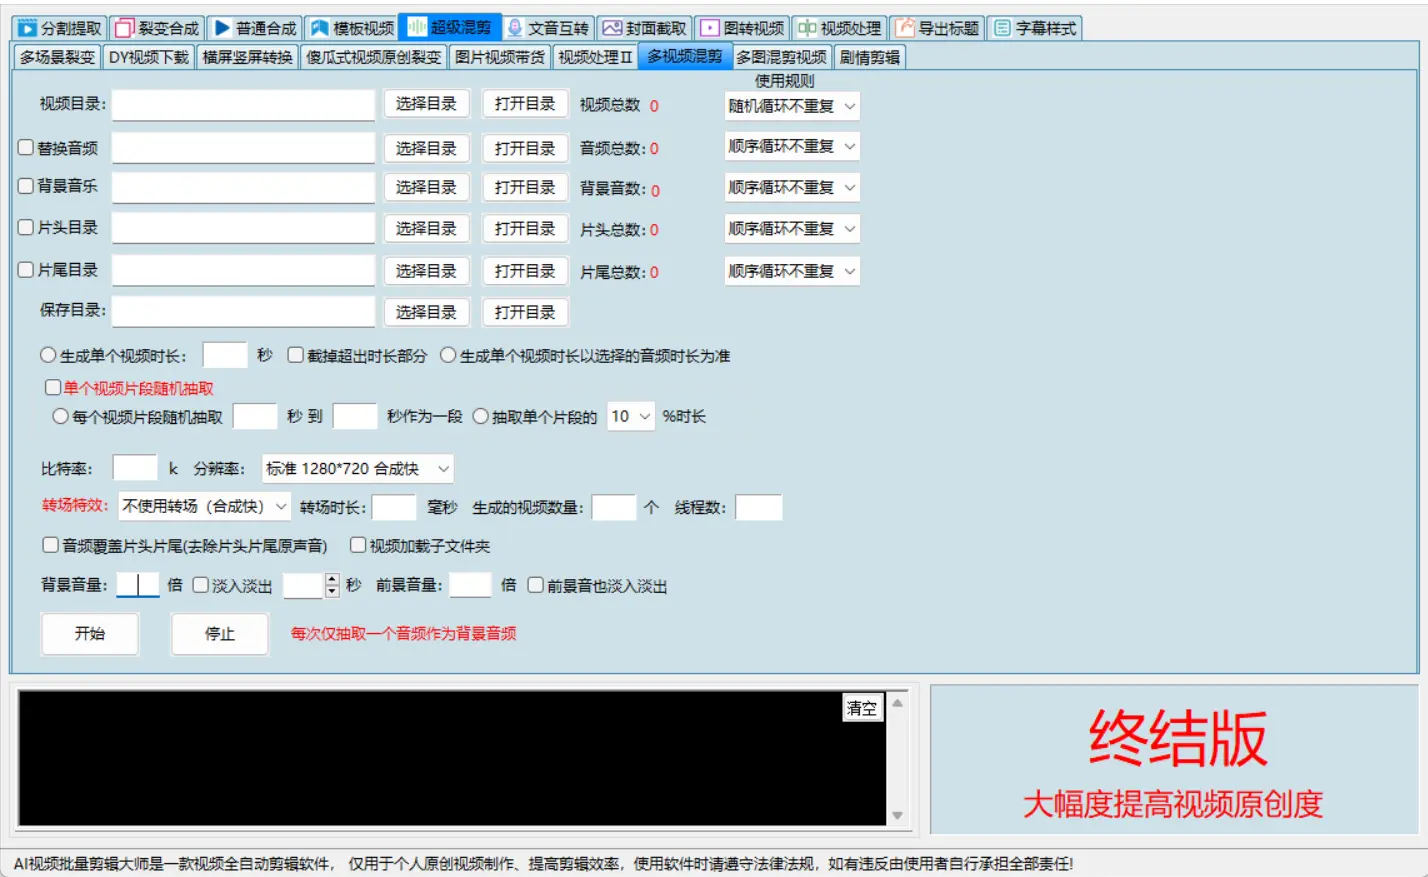 分割提取 裂变合成 普通合成 模板视频 超级混剪 文音互转 封面截取 图转视频 视频处理 导出标题 字幕样式
多场景裂变 DY视频下载 横屏竖屏转换 傻瓜式视频原创裂变 图片视频带货 视频处理Ⅱ 多视频混剪 多图混剪视频 剧情剪辑
使用规则
视频目录: 选择目录 打开目录 视频总数 0 随机循环不重复
替换音频 选择目录 打开目录 音频总数: 0 顺序循环不重复
背景音乐 选择目录 打开目录 背景音数: 0 顺序循环不重复
片头目录 选择目录 打开目录 片头总数: 0 顺序循环不重复
片尾目录 选择目录 打开目录 片尾总数: 0 顺序循环不重复
保存目录: 选择目录 打开目录
生成单个视频时长: 秒 截掉超出时长部分 生成单个视频时长以选择的音频时长为准
单个视频片段随机抽取
每个视频片段随机抽取 秒 到 秒作为一段 抽取单个片段的 10 %时长
比特率: k 分辨率: 标准 1280*720 合成快
转场特效: 不使用转场（合成快） 转场时长: 毫秒 生成的视频数量: 个 线程数:
音频覆盖片头片尾(去除片头片尾原声音) 视频加载子文件夹
背景音量: 倍 淡入淡出 秒 前景音量: 倍 前景音也淡入淡出
开始 停止 每次仅抽取一个音频作为背景音频
清空
终结版
大幅度提高视频原创度
AI视频批量剪辑大师是一款视频全自动剪辑软件， 仅用于个人原创视频制作、提高剪辑效率，使用软件时请遵守法律法规，如有违反由使用者自行承担全部责任!